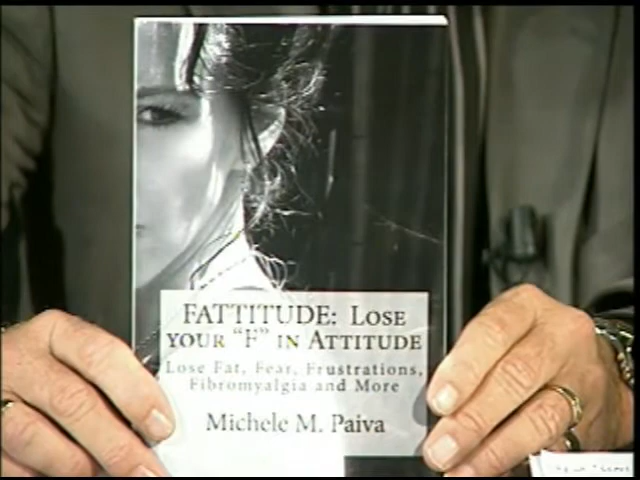 FATTITUDE: LOSE
YOUR "F" IN ATTITUDE
Lose Fat, Fear, Frustrations,
Fibromyalgia and More
Michele M. Paiva